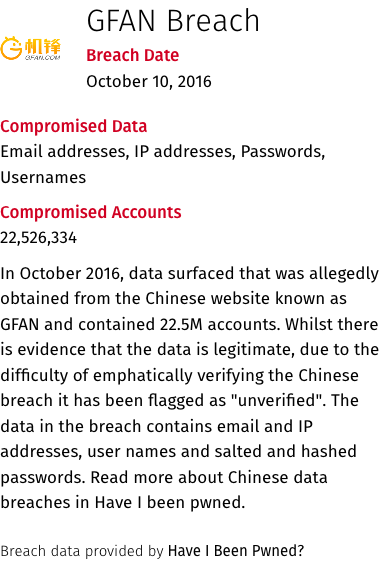 GFAN Breach
机锋
GFAN.COM
Breach Date
October 10, 2016
Compromised Data
Email addresses, IP addresses, Passwords,
Usernames
Compromised Accounts
22,526,334
In October 2016, data surfaced that was allegedly
obtained from the Chinese website known as
GFAN and contained 22.5M accounts. Whilst there
is evidence that the data is legitimate, due to the
difficulty of emphatically verifying the Chinese
breach it has been flagged as "unverified". The
data in the breach contains email and IP
addresses, user names and salted and hashed
passwords. Read more about Chinese data
breaches in Have I been pwned.
Breach data provided by Have I Been Pwned?